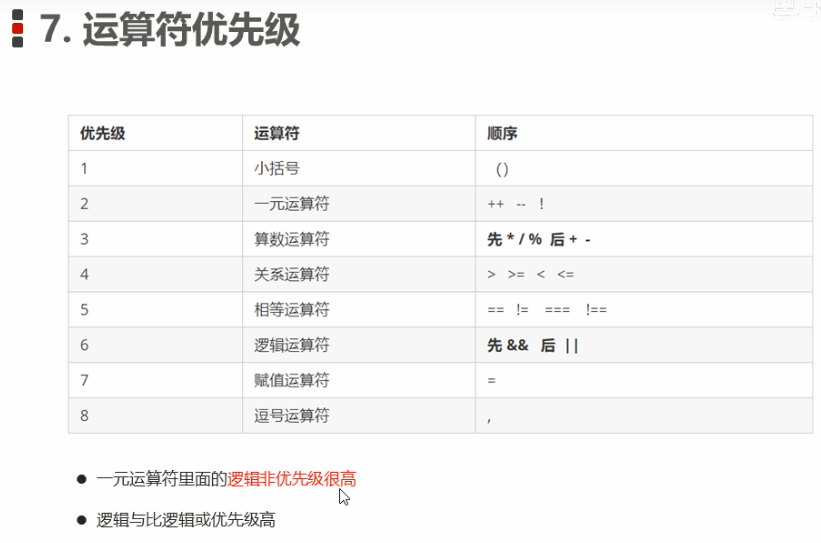 7. 运算符优先级
优先级 运算符 顺序
1 小括号 ()
2 一元运算符 ++ -- !
3 算数运算符 先 * / % 后 + -
4 关系运算符 > >= < <=
5 相等运算符 == != === !==
6 逻辑运算符 先 && 后 ||
7 赋值运算符 =
8 逗号运算符 ,
一元运算符里面的逻辑非优先级很高
逻辑与比逻辑或优先级高